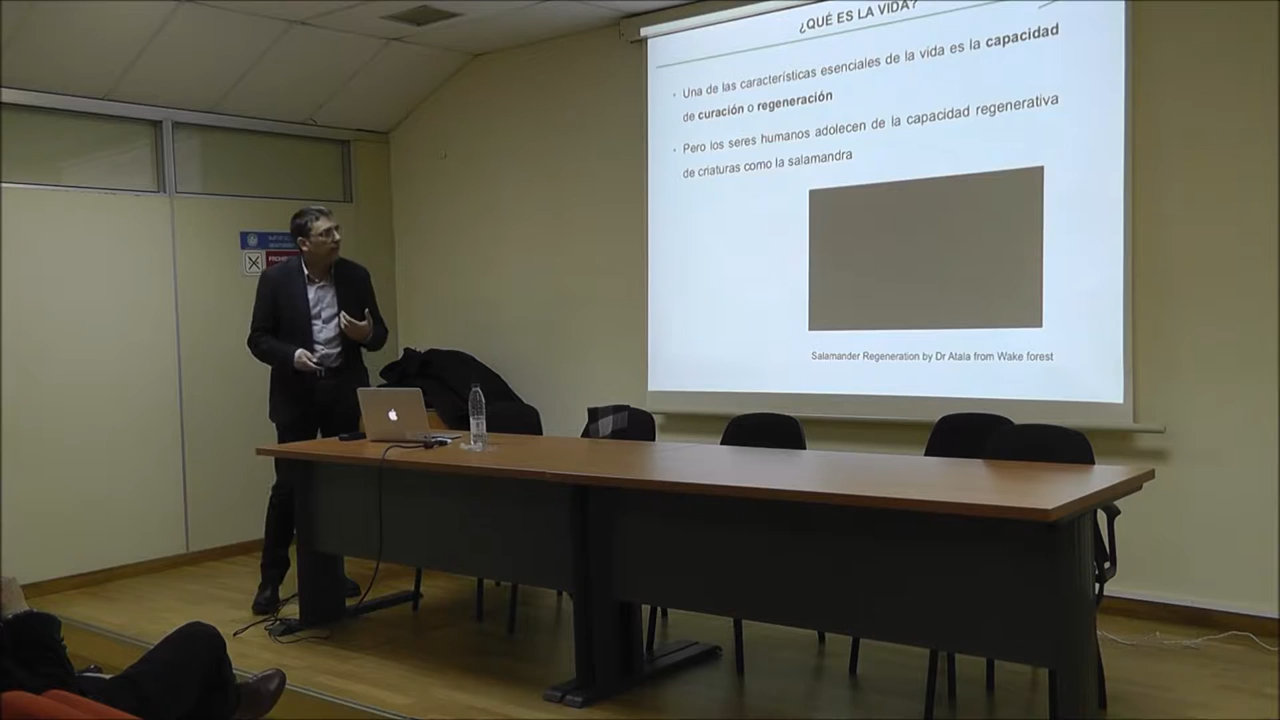 ¿QUÉ ES LA VIDA?
Una de las características esenciales de la vida es la capacidad
de curación o regeneración
Pero los seres humanos adolecen de la capacidad regenerativa
de criaturas como la salamandra
Salamander Regeneration by Dr Atala from Wake forest